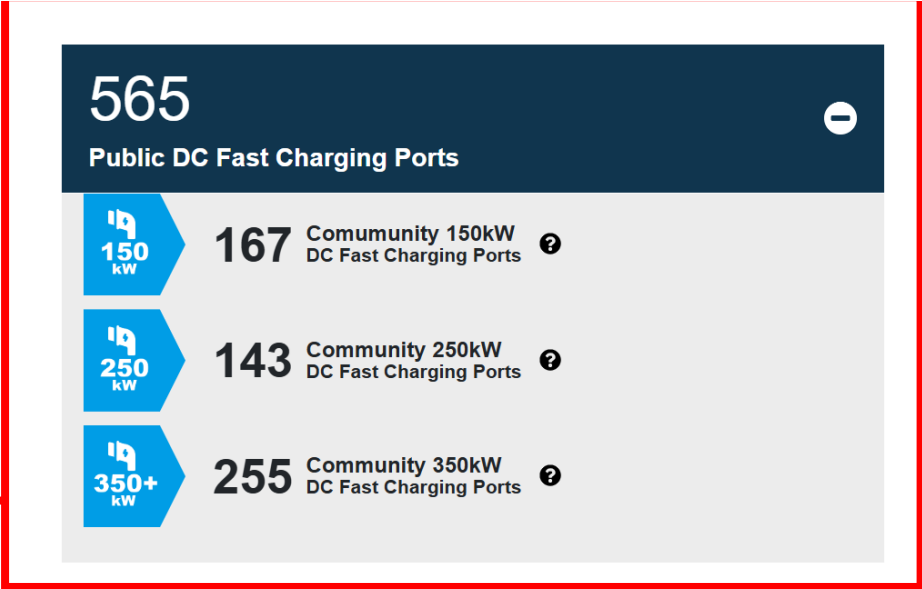 565
Public DC Fast Charging Ports
150
kW
167
Comumunity 150kW
DC Fast Charging Ports
?
250
kW
143
Community 250kW
DC Fast Charging Ports
?
350+
kW
255
Community 350kW
DC Fast Charging Ports
?